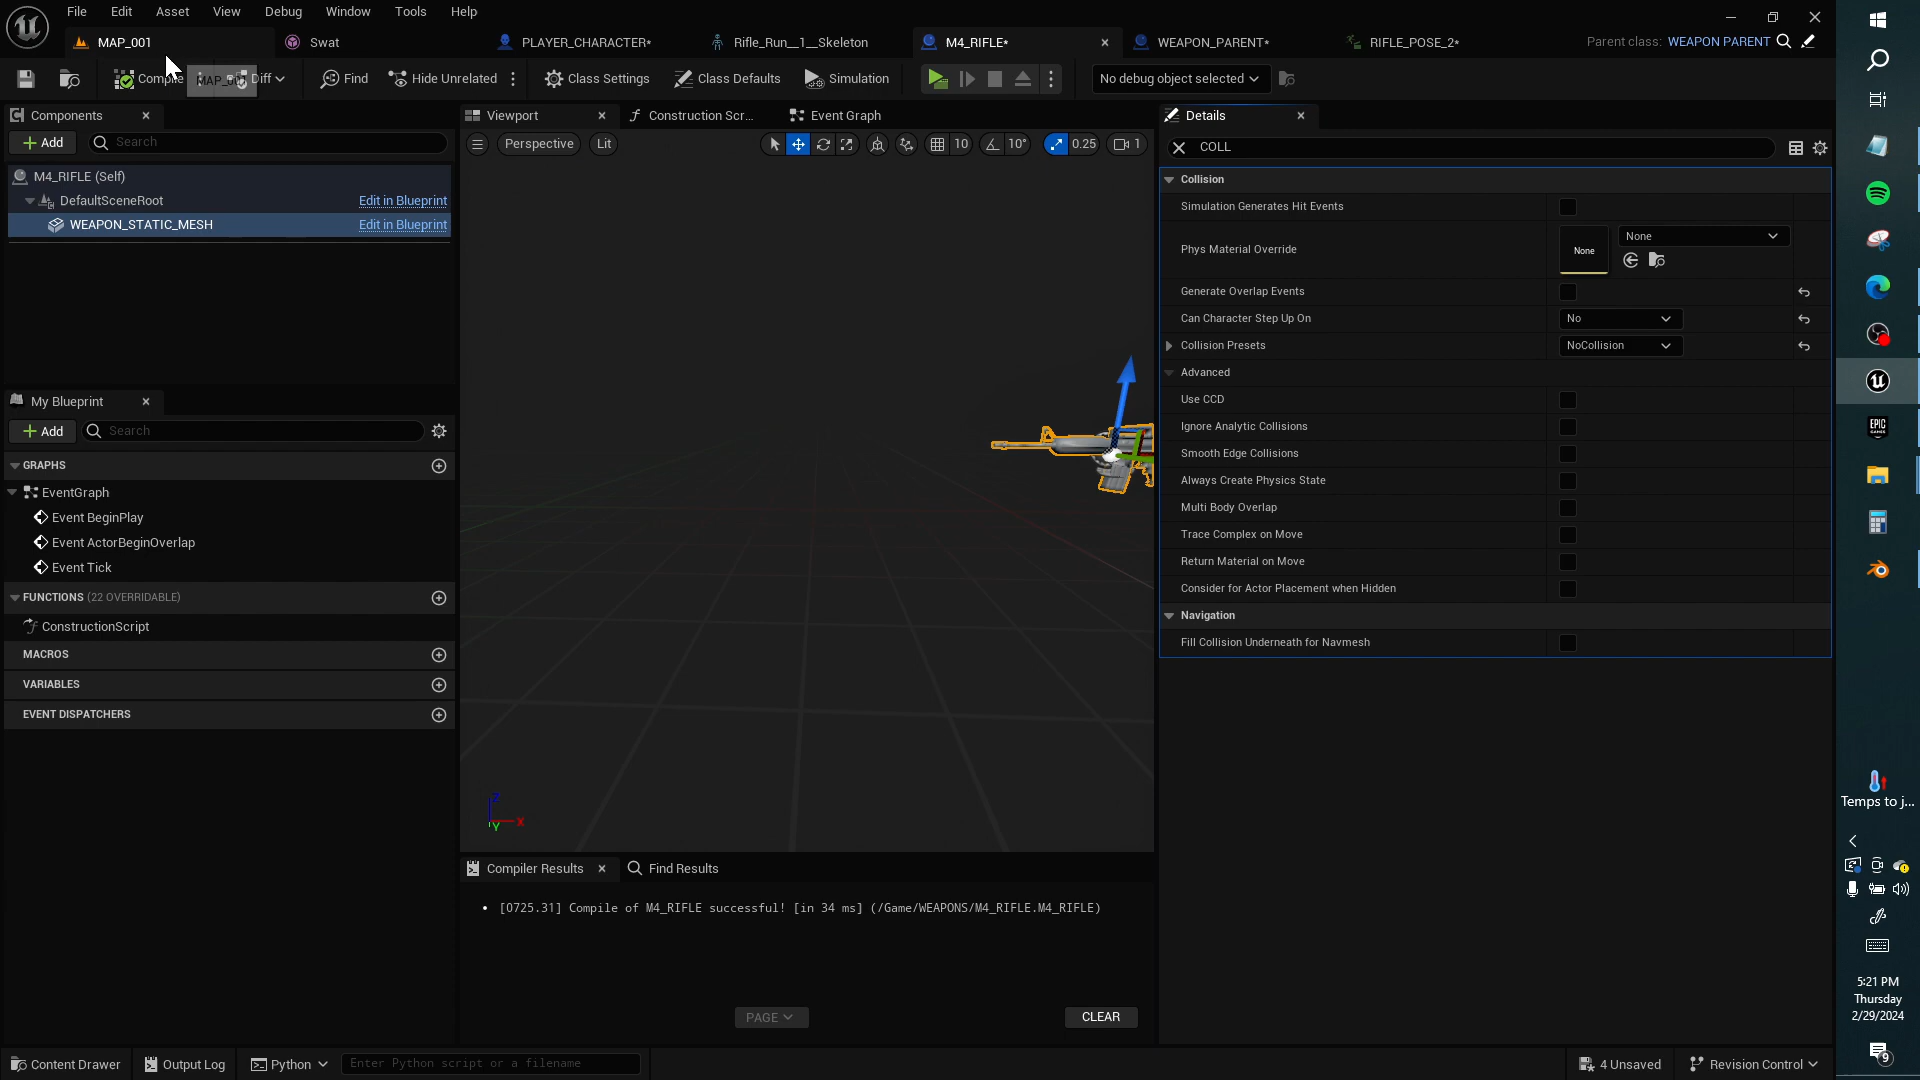 File Edit Asset View Debug Window Tools Help
MAP_001 Swat PLAYER_CHARACTER* Rifle_Run__1__Skeleton M4_RIFLE* WEAPON_PARENT* RIFLE_POSE_2* Parent class: WEAPON PARENT
Compile Diff Find Hide Unrelated Class Settings Class Defaults Simulation No debug object selected
Components
Add Search
M4_RIFLE (Self)
DefaultSceneRoot Edit in Blueprint
WEAPON_STATIC_MESH Edit in Blueprint
My Blueprint
Add Search
GRAPHS
EventGraph
Event BeginPlay
Event ActorBeginOverlap
Event Tick
FUNCTIONS (22 OVERRIDABLE)
ConstructionScript
MACROS
VARIABLES
EVENT DISPATCHERS
Viewport Construction Scr... Event Graph
Perspective Lit 10 10° 0.25 1
Z
X
Y
Compiler Results Find Results
[0725.31] Compile of M4_RIFLE successful! [in 34 ms] (/Game/WEAPONS/M4_RIFLE.M4_RIFLE)
PAGE CLEAR
Details
COLL
Collision
Simulation Generates Hit Events
Phys Material Override None None
Generate Overlap Events
Can Character Step Up On No
Collision Presets NoCollision
Advanced
Use CCD
Ignore Analytic Collisions
Smooth Edge Collisions
Always Create Physics State
Multi Body Overlap
Trace Complex on Move
Return Material on Move
Consider for Actor Placement when Hidden
Navigation
Fill Collision Underneath for Navmesh
Content Drawer Output Log Python Enter Python script or a filename 4 Unsaved Revision Control
EPIC
GAMES
Temps to j...
5:21 PM
Thursday
2/29/2024
9